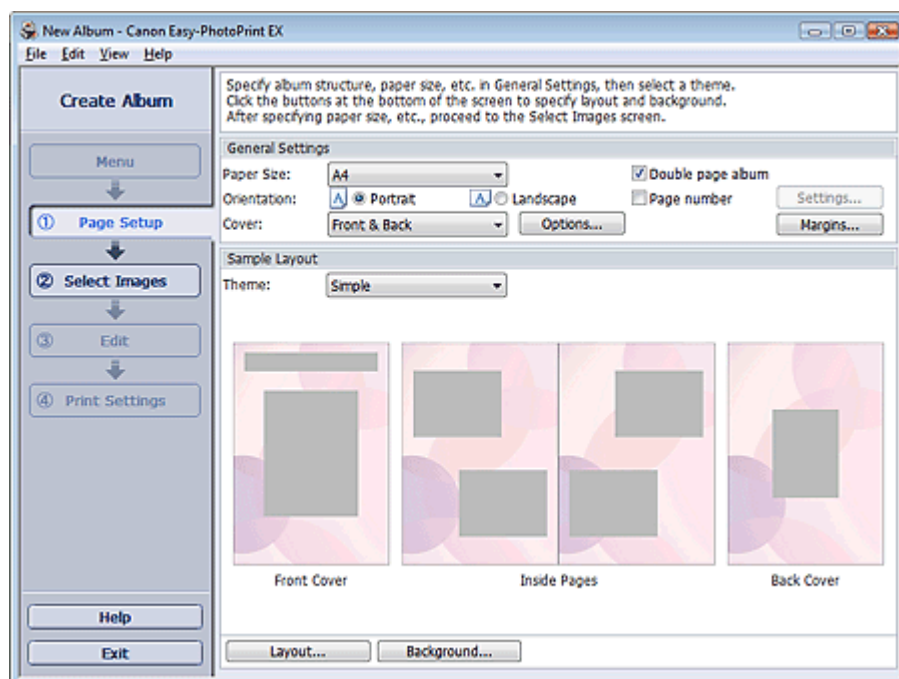 New Album - Canon Easy-PhotoPrint EX
File Edit View Help
Create Album
Menu
① Page Setup
② Select Images
③ Edit
④ Print Settings
Help
Exit
Specify album structure, paper size, etc. in General Settings, then select a theme.
Click the buttons at the bottom of the screen to specify layout and background.
After specifying paper size, etc., proceed to the Select Images screen.
General Settings
Paper Size: A4 Double page album
Orientation: A Portrait A Landscape Page number Settings...
Cover: Front & Back Options... Margins...
Sample Layout
Theme: Simple
Front Cover Inside Pages Back Cover
Layout... Background...